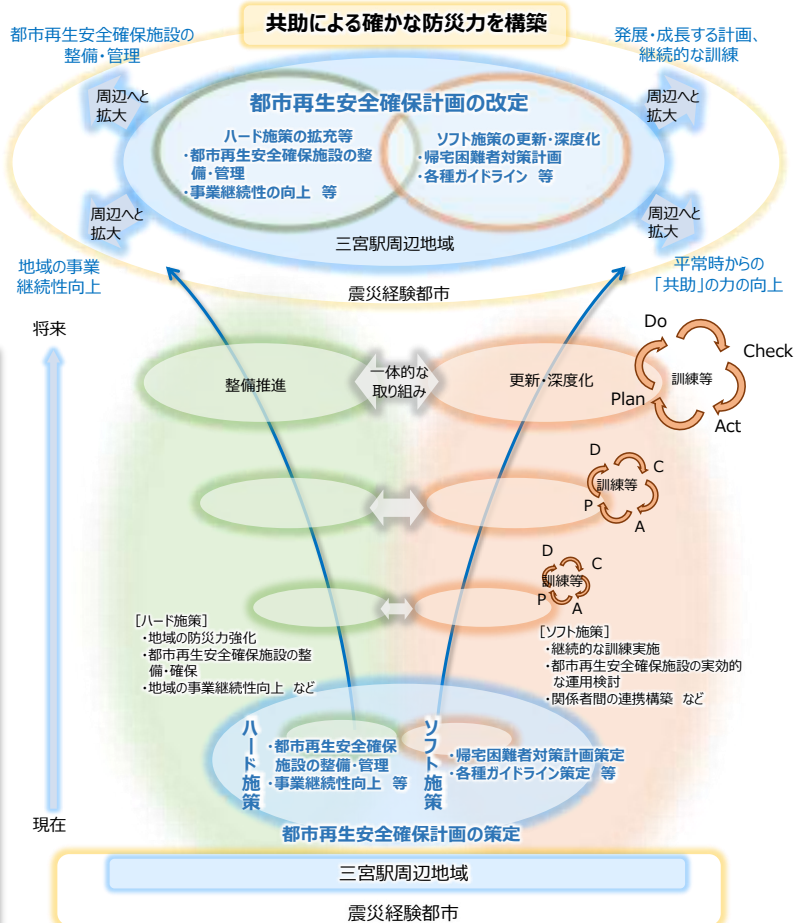 共助による確かな防災力を構築
都市再生安全確保施設の
整備・管理
発展・成長する計画、
継続的な訓練
周辺へと
拡大
周辺へと
拡大
都市再生安全確保計画の改定
ハード施策の拡充等
・都市再生安全確保施設の整
備・管理
・事業継続性の向上 等
ソフト施策の更新・深度化
・帰宅困難者対策計画
・各種ガイドライン 等
周辺へと
拡大
周辺へと
拡大
三宮駅周辺地域
地域の事業
継続性向上
平常時からの
「共助」の力の向上
震災経験都市
将来
整備推進
一体的な
取り組み
更新・深度化
Do
Check
訓練等
Plan
Act
D
C
訓練等
P
A
D
C
訓練等
P
A
[ハード施策]
・地域の防災力強化
・都市再生安全確保施設の整
備・確保
・地域の事業継続性向上 など
[ソフト施策]
・継続的な訓練実施
・都市再生安全確保施設の実効的
な運用検討
・関係者間の連携構築 など
ハード施策
・都市再生安全確保
施設の整備・管理
・事業継続性向上 等
ソフト施策
・帰宅困難者対策計画策定
・各種ガイドライン策定 等
現在
都市再生安全確保計画の策定
三宮駅周辺地域
震災経験都市